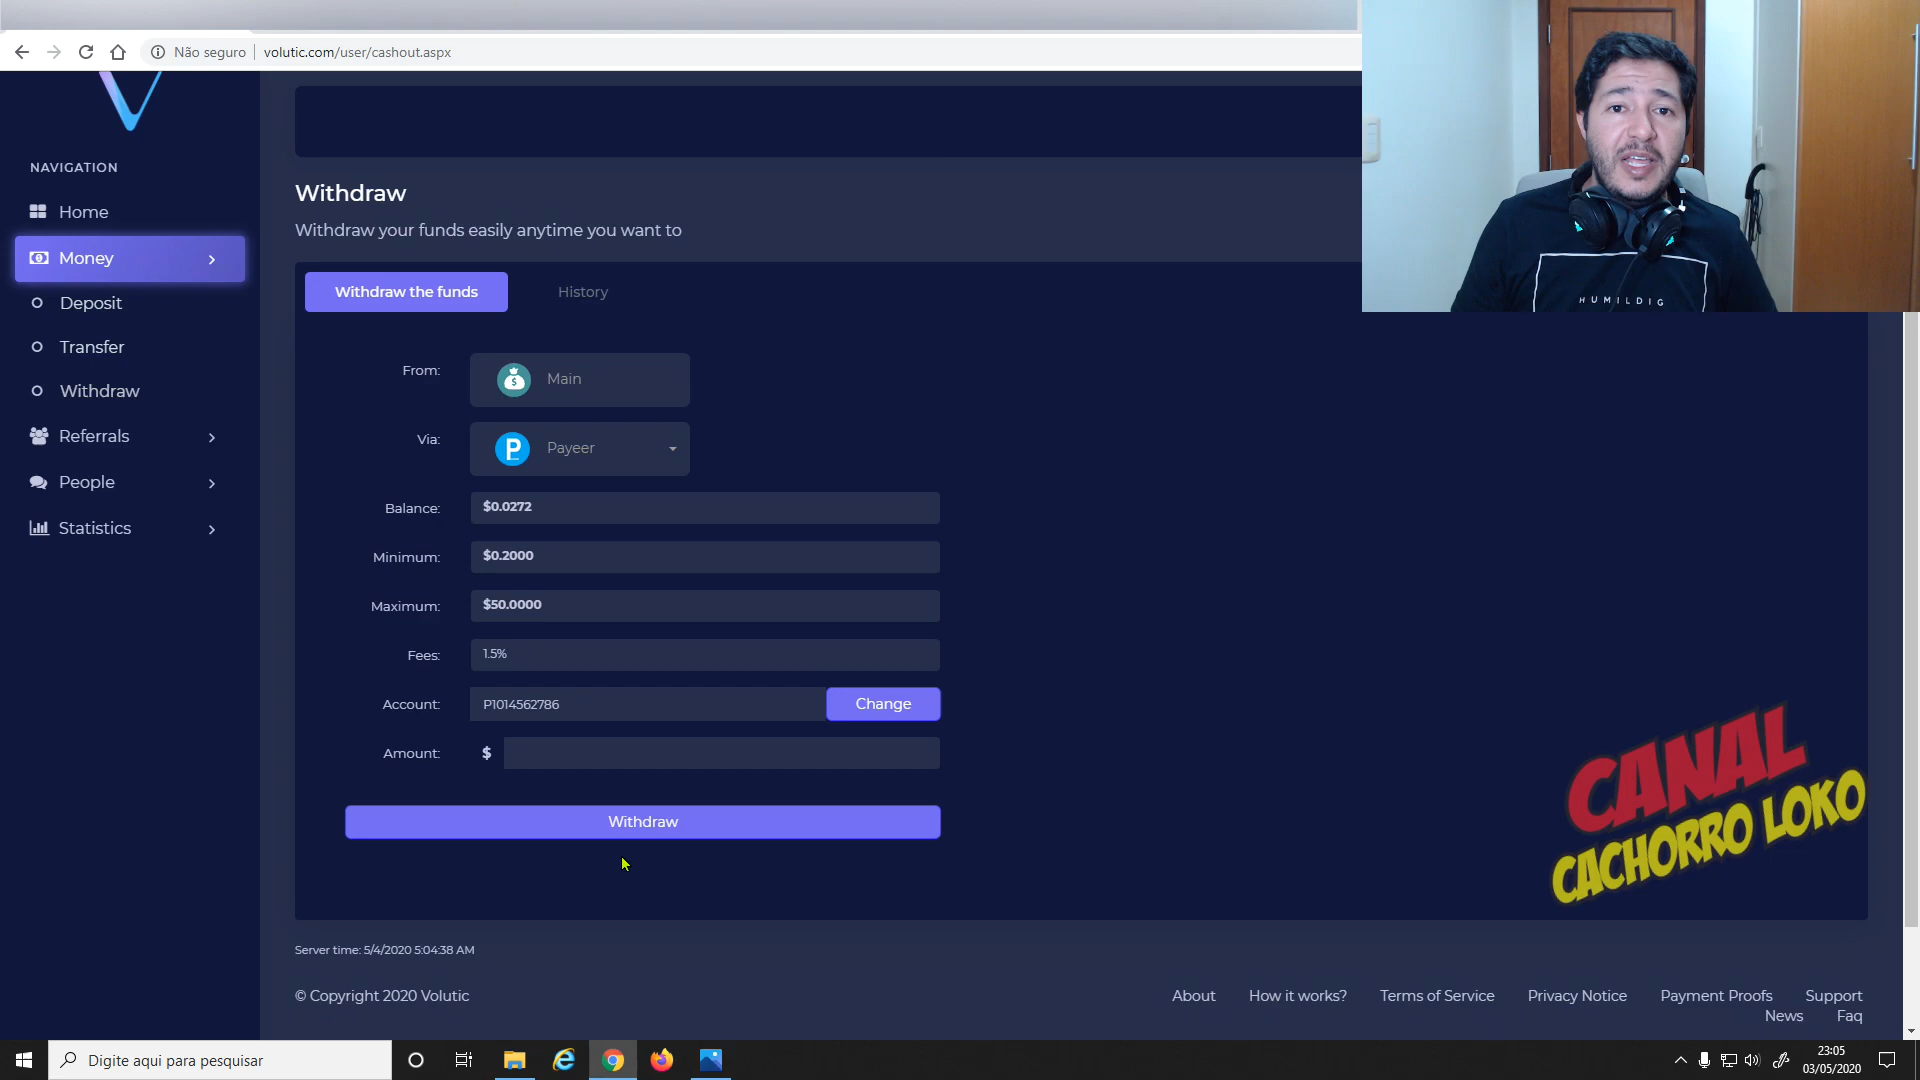 Não seguro
volutic.com/user/cashout.aspx
NAVIGATION
Home
Money
Deposit
Transfer
Withdraw
Referrals
People
Statistics
Withdraw
Withdraw your funds easily anytime you want to
Withdraw the funds
History
From:
Main
Via:
Payeer
Balance:
$0.0272
Minimum:
$0.2000
Maximum:
$50.0000
Fees:
1.5%
Account:
P1014562786
Change
Amount:
$
Withdraw
HUMILDIG
CANAL
CACHORRO LOKO
Server time: 5/4/2020 5:04:38 AM
© Copyright 2020 Volutic
About
How it works?
Terms of Service
Privacy Notice
Payment Proofs
Support
News
Faq
Digite aqui para pesquisar
23:05
03/05/2020